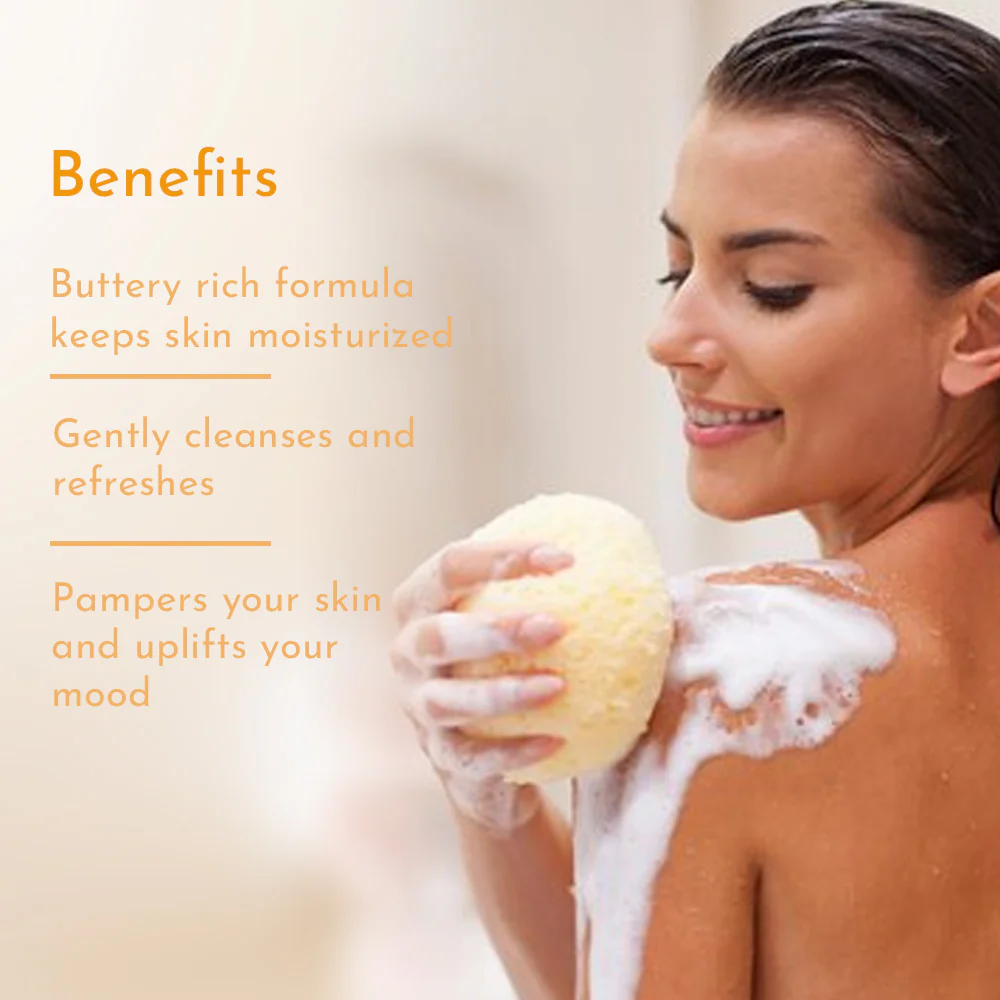 Benefits
Buttery rich formula
keeps skin moisturized
Gently cleanses and
refreshes
Pampers your skin
and uplifts your
mood